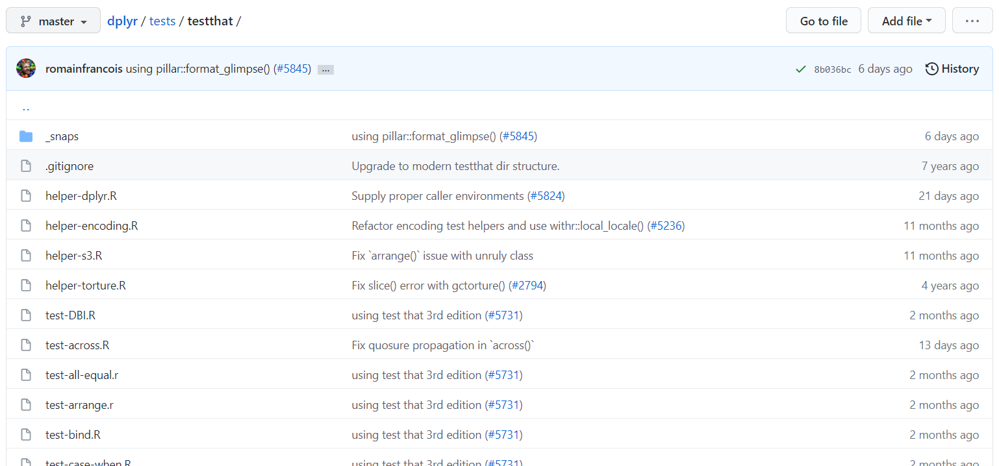 master dplyr / tests / testthat / Go to file Add file ...
romainfrancois using pillar::format_glimpse() (#5845) ... 8b036bc 6 days ago History
..
_snaps using pillar::format_glimpse() (#5845) 6 days ago
.gitignore Upgrade to modern testthat dir structure. 7 years ago
helper-dplyr.R Supply proper caller environments (#5824) 21 days ago
helper-encoding.R Refactor encoding test helpers and use withr::local_locale() (#5236) 11 months ago
helper-s3.R Fix `arrange()` issue with unruly class 11 months ago
helper-torture.R Fix slice() error with gctorture() (#2794) 4 years ago
test-DBI.R using test that 3rd edition (#5731) 2 months ago
test-across.R Fix quosure propagation in `across()` 13 days ago
test-all-equal.r using test that 3rd edition (#5731) 2 months ago
test-arrange.r using test that 3rd edition (#5731) 2 months ago
test-bind.R using test that 3rd edition (#5731) 2 months ago
test-case-when.R using test that 3rd edition (#5731) 2 months ago